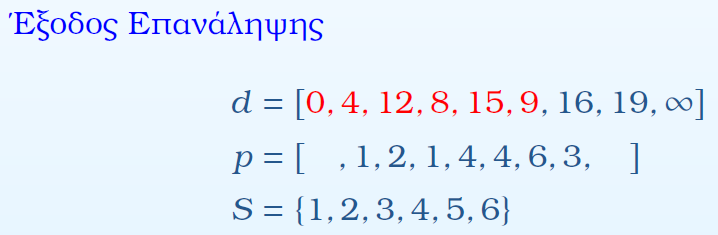 Έξοδος Επανάληψης
d = [0, 4, 12, 8, 15, 9, 16, 19, ∞]
p = [ , 1, 2, 1, 4, 4, 6, 3, ]
S = {1, 2, 3, 4, 5, 6}